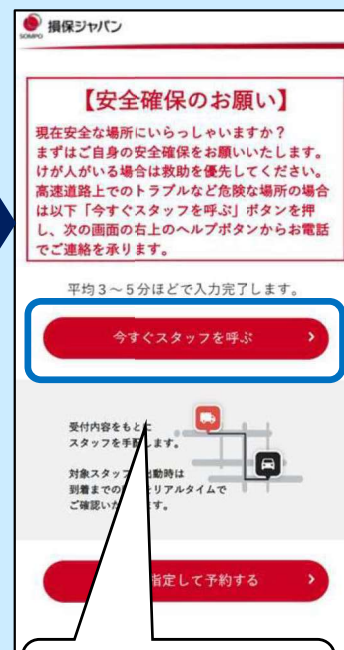 SOMPO
損保ジャパン
【安全確保のお願い】
現在安全な場所にいらっしゃいますか？
まずはご自身の安全確保をお願いいたします。
けが人がいる場合は救助を優先してください。
高速道路上でのトラブルなど危険な場所の場合
は以下「今すぐスタッフを呼ぶ」ボタンを押
し、次の画面の右上のヘルプボタンからお電話
でご連絡を承ります。
平均3～5分ほどで入力完了します。
今すぐスタッフを呼ぶ
受付内容をもとに
スタッフを手配します。
対象スタッフ 動時は
到着までの リアルタイムで
ご確認いた す。
指定して予約する